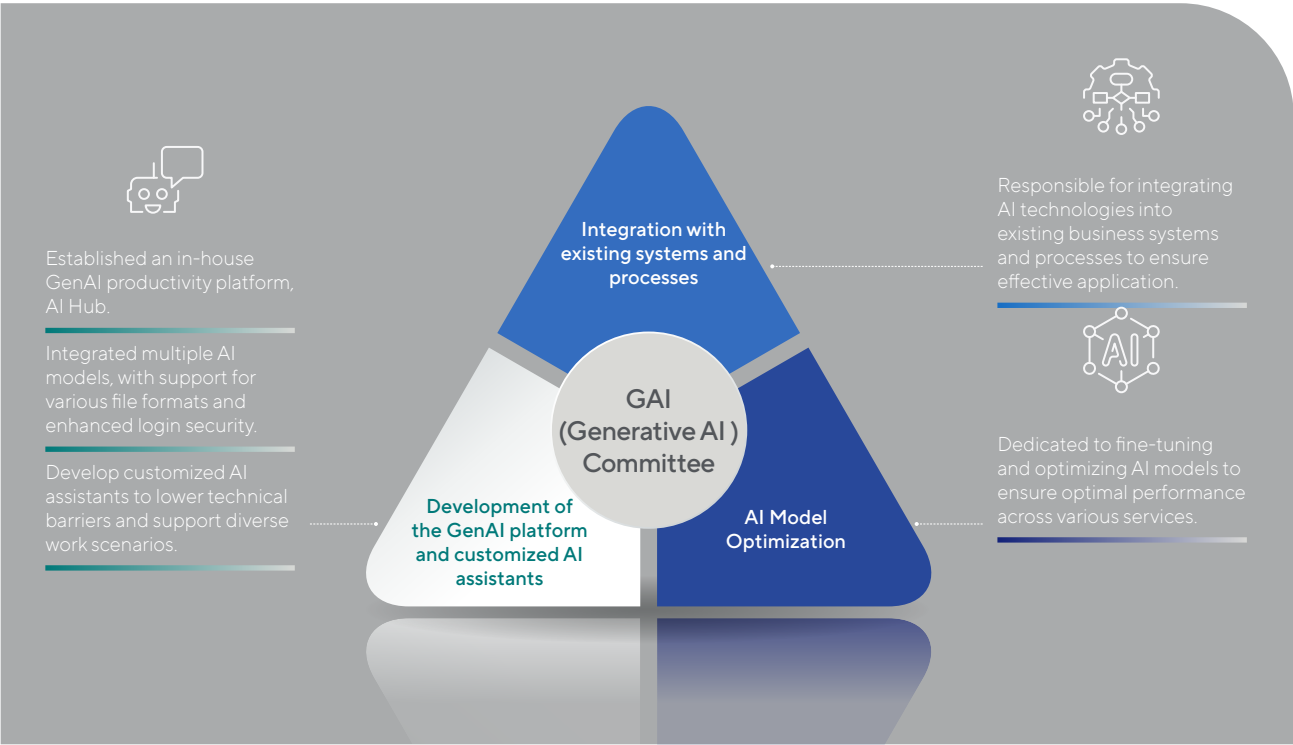 Established an in-house
GenAI productivity platform,
AI Hub.
Integrated multiple AI
models, with support for
various file formats and
enhanced login security.
Develop customized AI
assistants to lower technical
barriers and support diverse
work scenarios.
Integration with
existing systems and
processes
GAI
(Generative AI )
Committee
Development of
the GenAI platform
and customized AI
assistants
AI Model
Optimization
Responsible for integrating
AI technologies into
existing business systems
and processes to ensure
effective application.
AI
Dedicated to fine-tuning
and optimizing AI models to
ensure optimal performance
across various services.